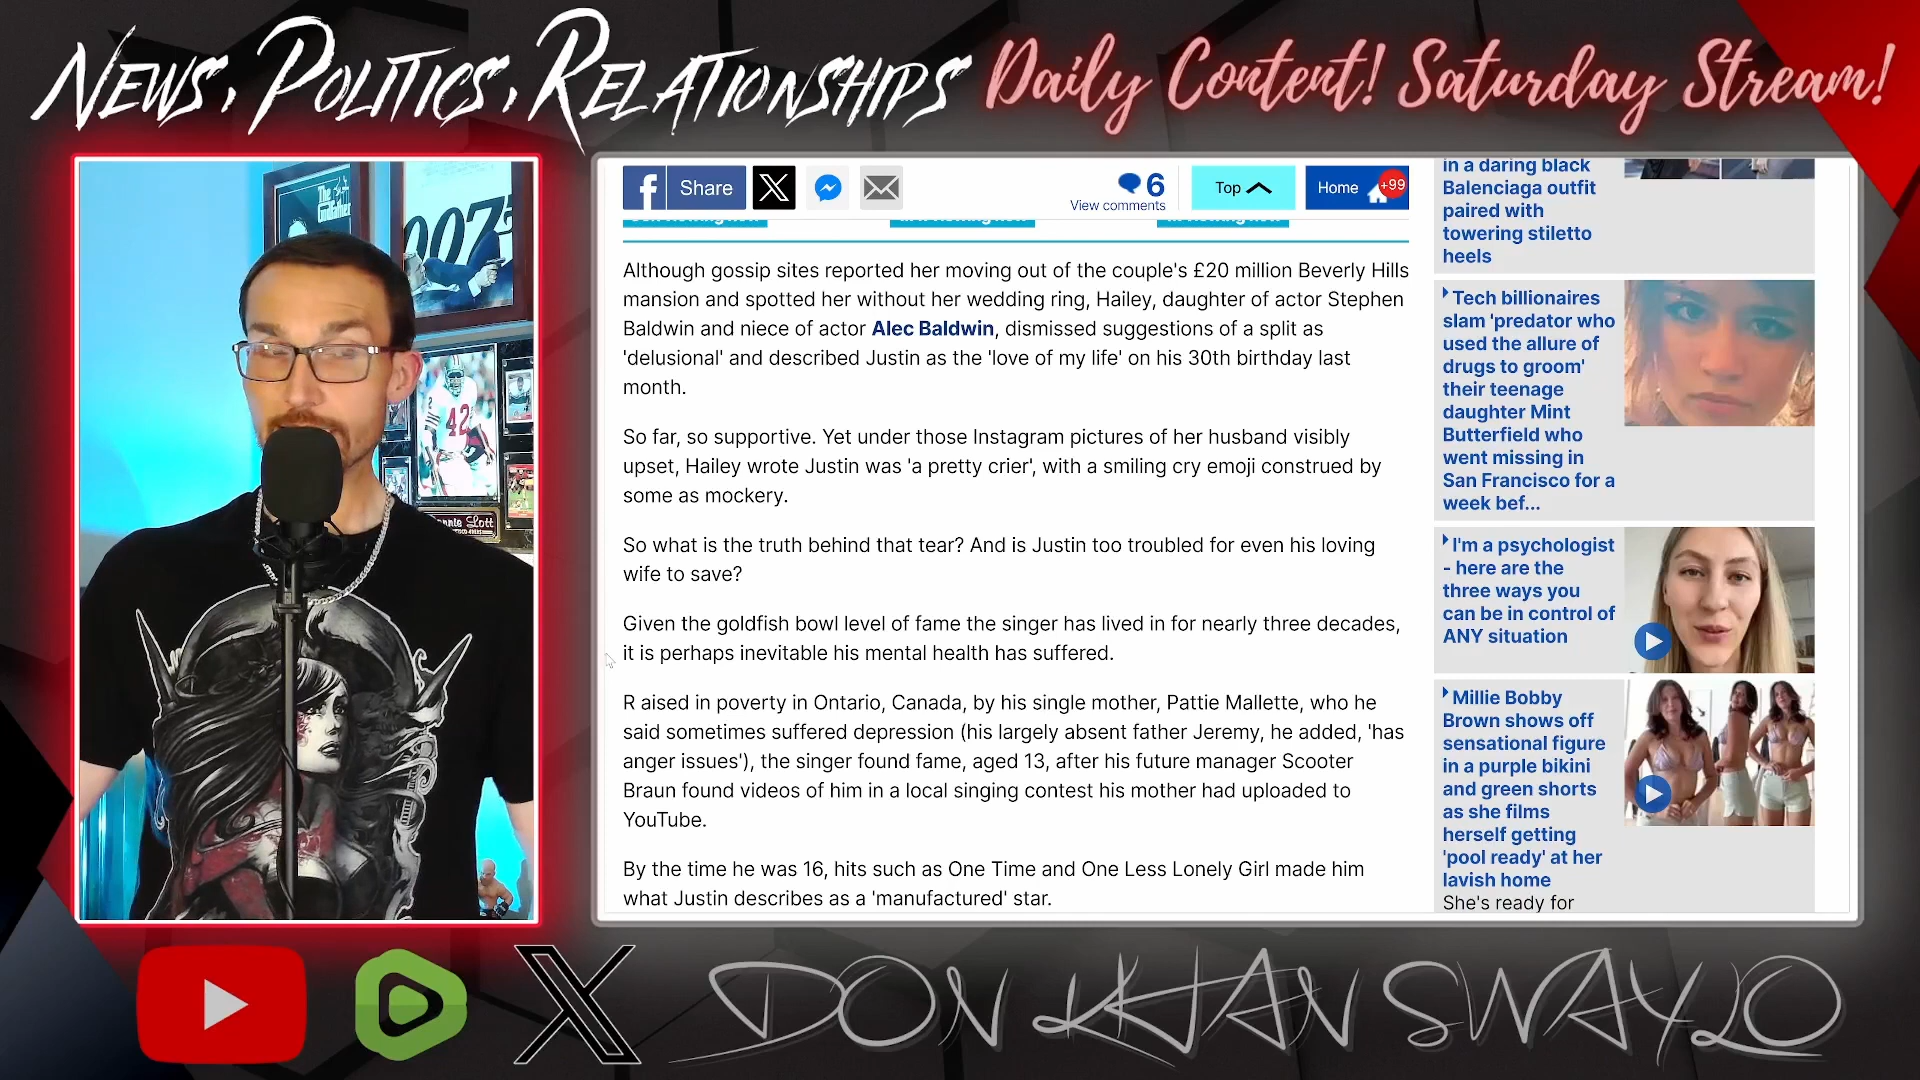 NEWS, POLITICS, RELATIONSHIPS
Daily Content! Saturday Stream!
The
Godfather
007
42
nnie Lott
Share
6
View comments
Top
Home
+99
Although gossip sites reported her moving out of the couple's £20 million Beverly Hills
mansion and spotted her without her wedding ring, Hailey, daughter of actor Stephen
Baldwin and niece of actor Alec Baldwin, dismissed suggestions of a split as
'delusional' and described Justin as the 'love of my life' on his 30th birthday last
month.
So far, so supportive. Yet under those Instagram pictures of her husband visibly
upset, Hailey wrote Justin was 'a pretty crier', with a smiling cry emoji construed by
some as mockery.
So what is the truth behind that tear? And is Justin too troubled for even his loving
wife to save?
Given the goldfish bowl level of fame the singer has lived in for nearly three decades,
it is perhaps inevitable his mental health has suffered.
R aised in poverty in Ontario, Canada, by his single mother, Pattie Mallette, who he
said sometimes suffered depression (his largely absent father Jeremy, he added, 'has
anger issues'), the singer found fame, aged 13, after his future manager Scooter
Braun found videos of him in a local singing contest his mother had uploaded to
YouTube.
By the time he was 16, hits such as One Time and One Less Lonely Girl made him
what Justin describes as a 'manufactured' star.
in a daring black
Balenciaga outfit
paired with
towering stiletto
heels
Tech billionaires
slam 'predator who
used the allure of
drugs to groom'
their teenage
daughter Mint
Butterfield who
went missing in
San Francisco for a
week bef...
I'm a psychologist
- here are the
three ways you
can be in control of
ANY situation
Millie Bobby
Brown shows off
sensational figure
in a purple bikini
and green shorts
as she films
herself getting
'pool ready' at her
lavish home
She's ready for
DON KHAN SWAYLO